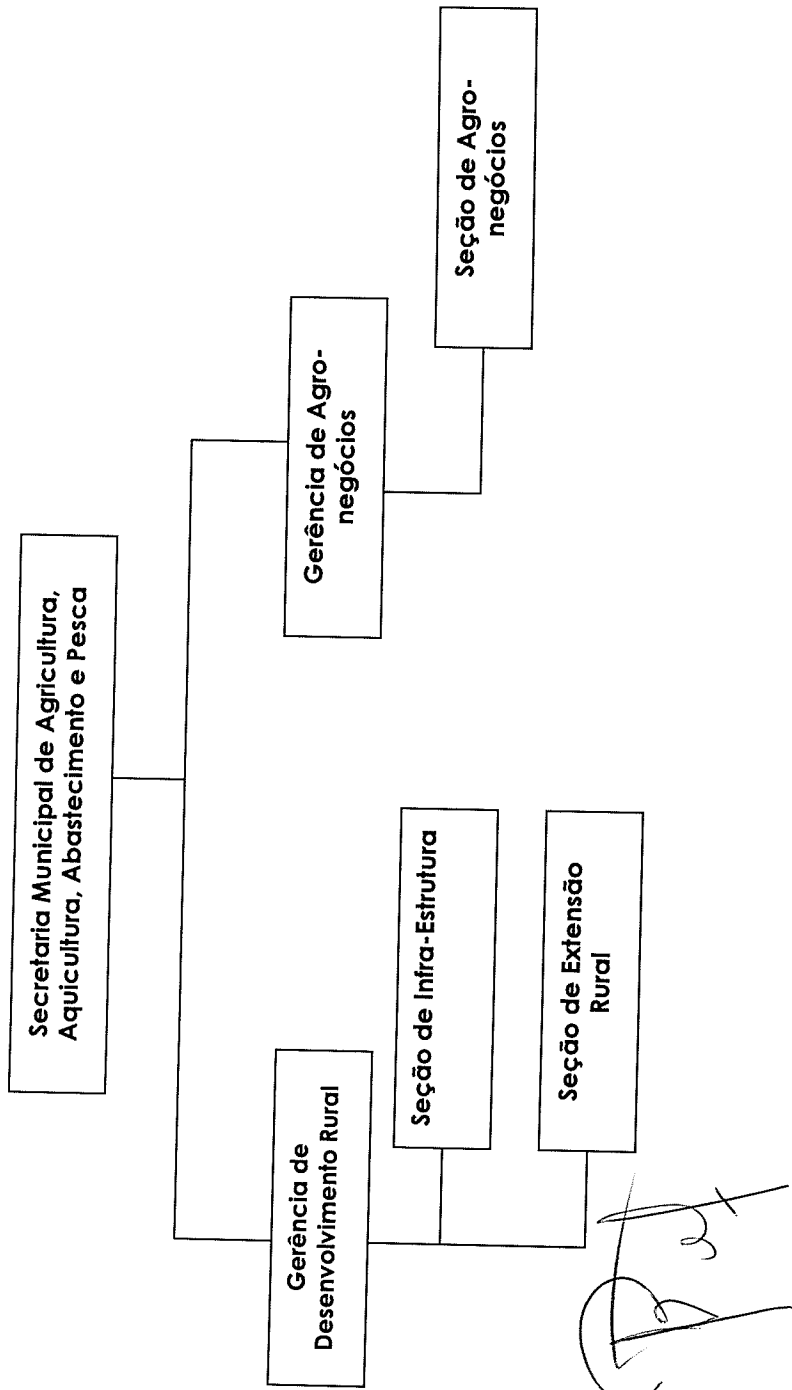 Secretaria Municipal de Agricultura,
Aquicultura, Abastecimento e Pesca
Gerência de
Desenvolvimento Rural
Seção de Infra-Estrutura
Seção de Extensão
Rural
Gerência de Agro-
negócios
Seção de Agro-
negócios